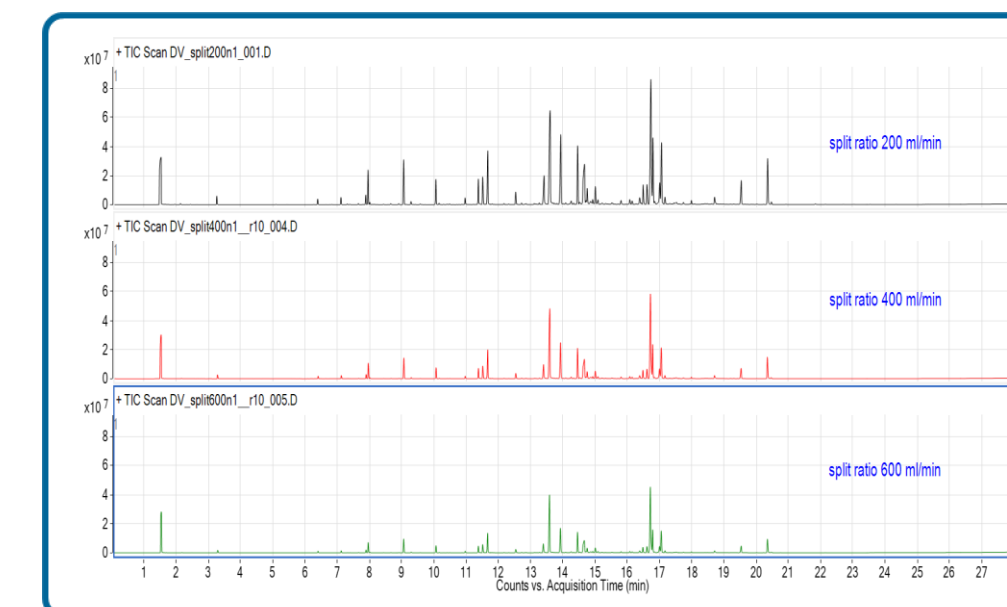 + TIC Scan DV_split200n1_001.D
x10 7
1
8
6
4
2
0
split ratio 200 ml/min
+ TIC Scan DV_split400n1__r10_004.D
x10 7
1
8
6
4
2
0
split ratio 400 ml/min
+ TIC Scan DV_split600n1__r10_005.D
x10 7
1
8
6
4
2
0
split ratio 600 ml/min
1 2 3 4 5 6 7 8 9 10 11 12 13 14 15 16 17 18 19 20 21 22 23 24 25 26 27
Counts vs. Acquisition Time (min)